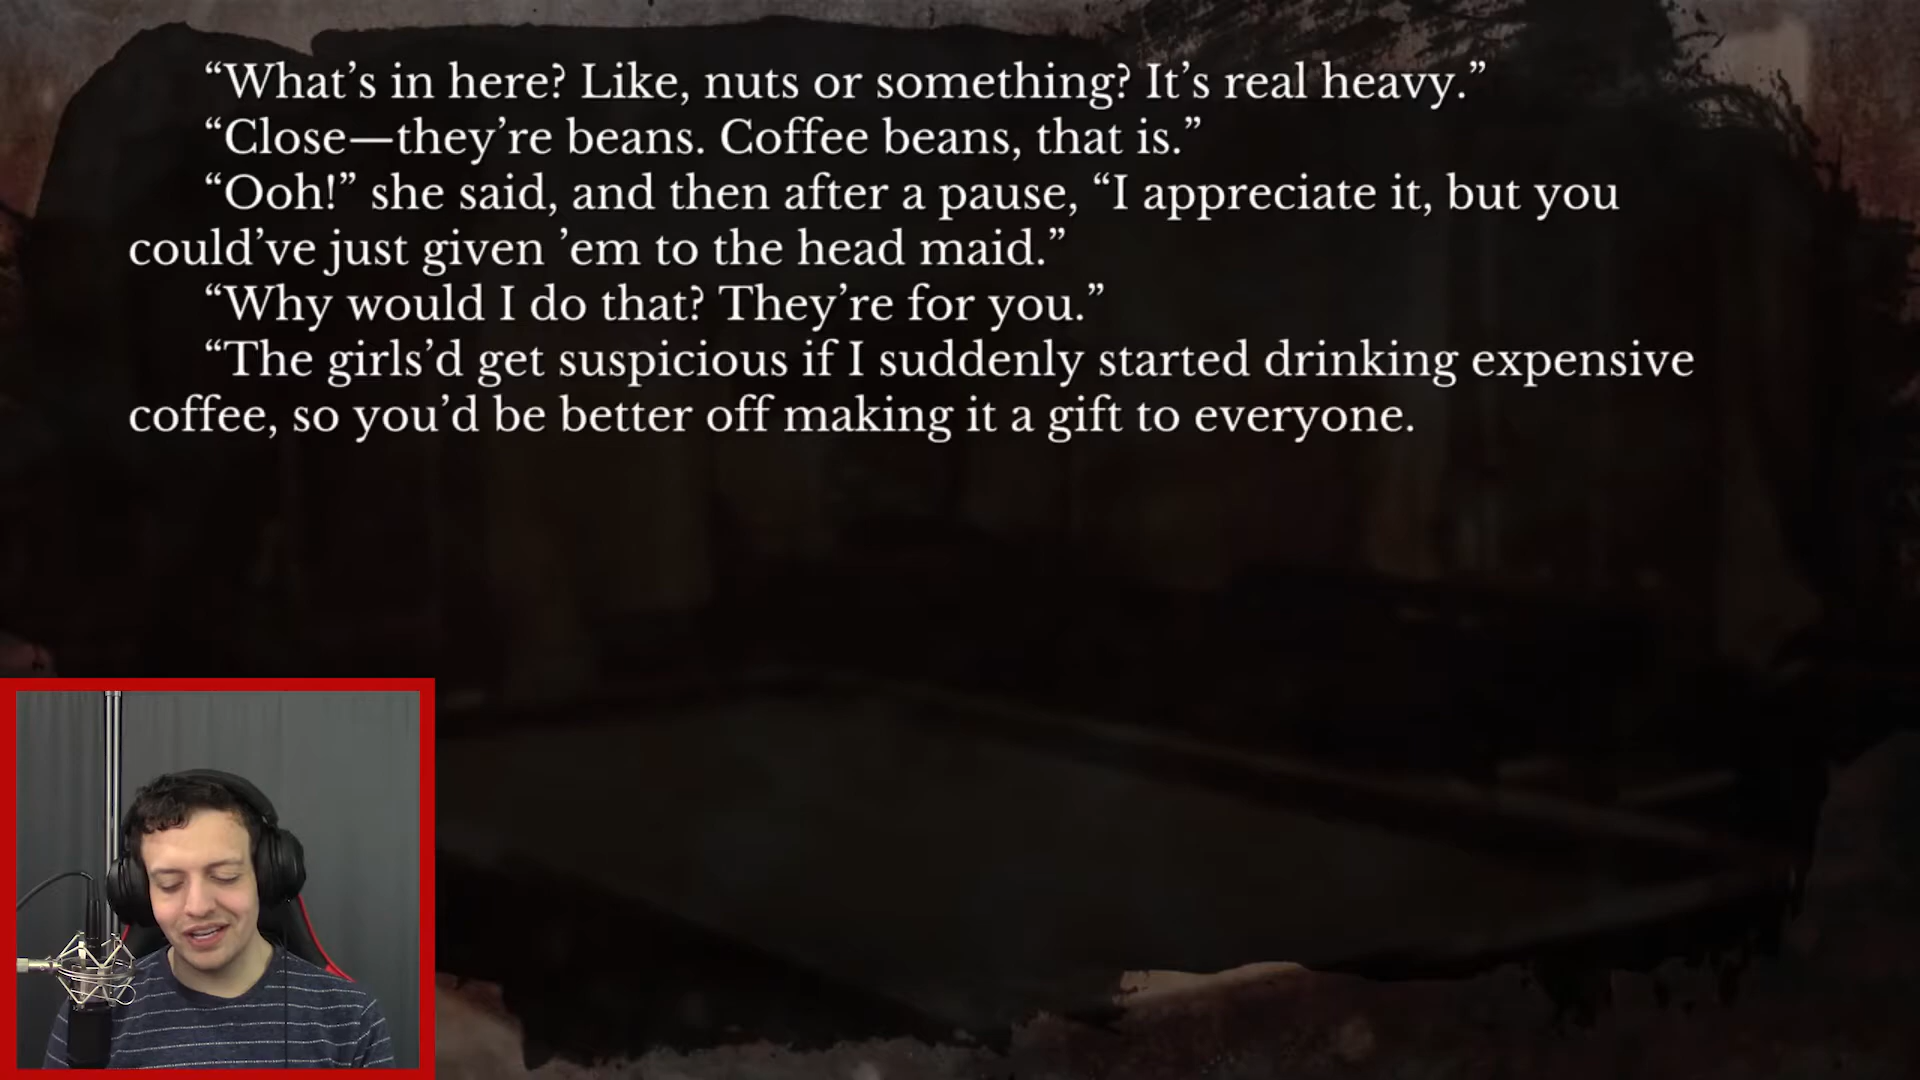 “What’s in here? Like, nuts or something? It’s real heavy.”
“Close—they’re beans. Coffee beans, that is.”
“Ooh!” she said, and then after a pause, “I appreciate it, but you
could’ve just given ’em to the head maid.”
“Why would I do that? They’re for you.”
“The girls’d get suspicious if I suddenly started drinking expensive
coffee, so you’d be better off making it a gift to everyone.